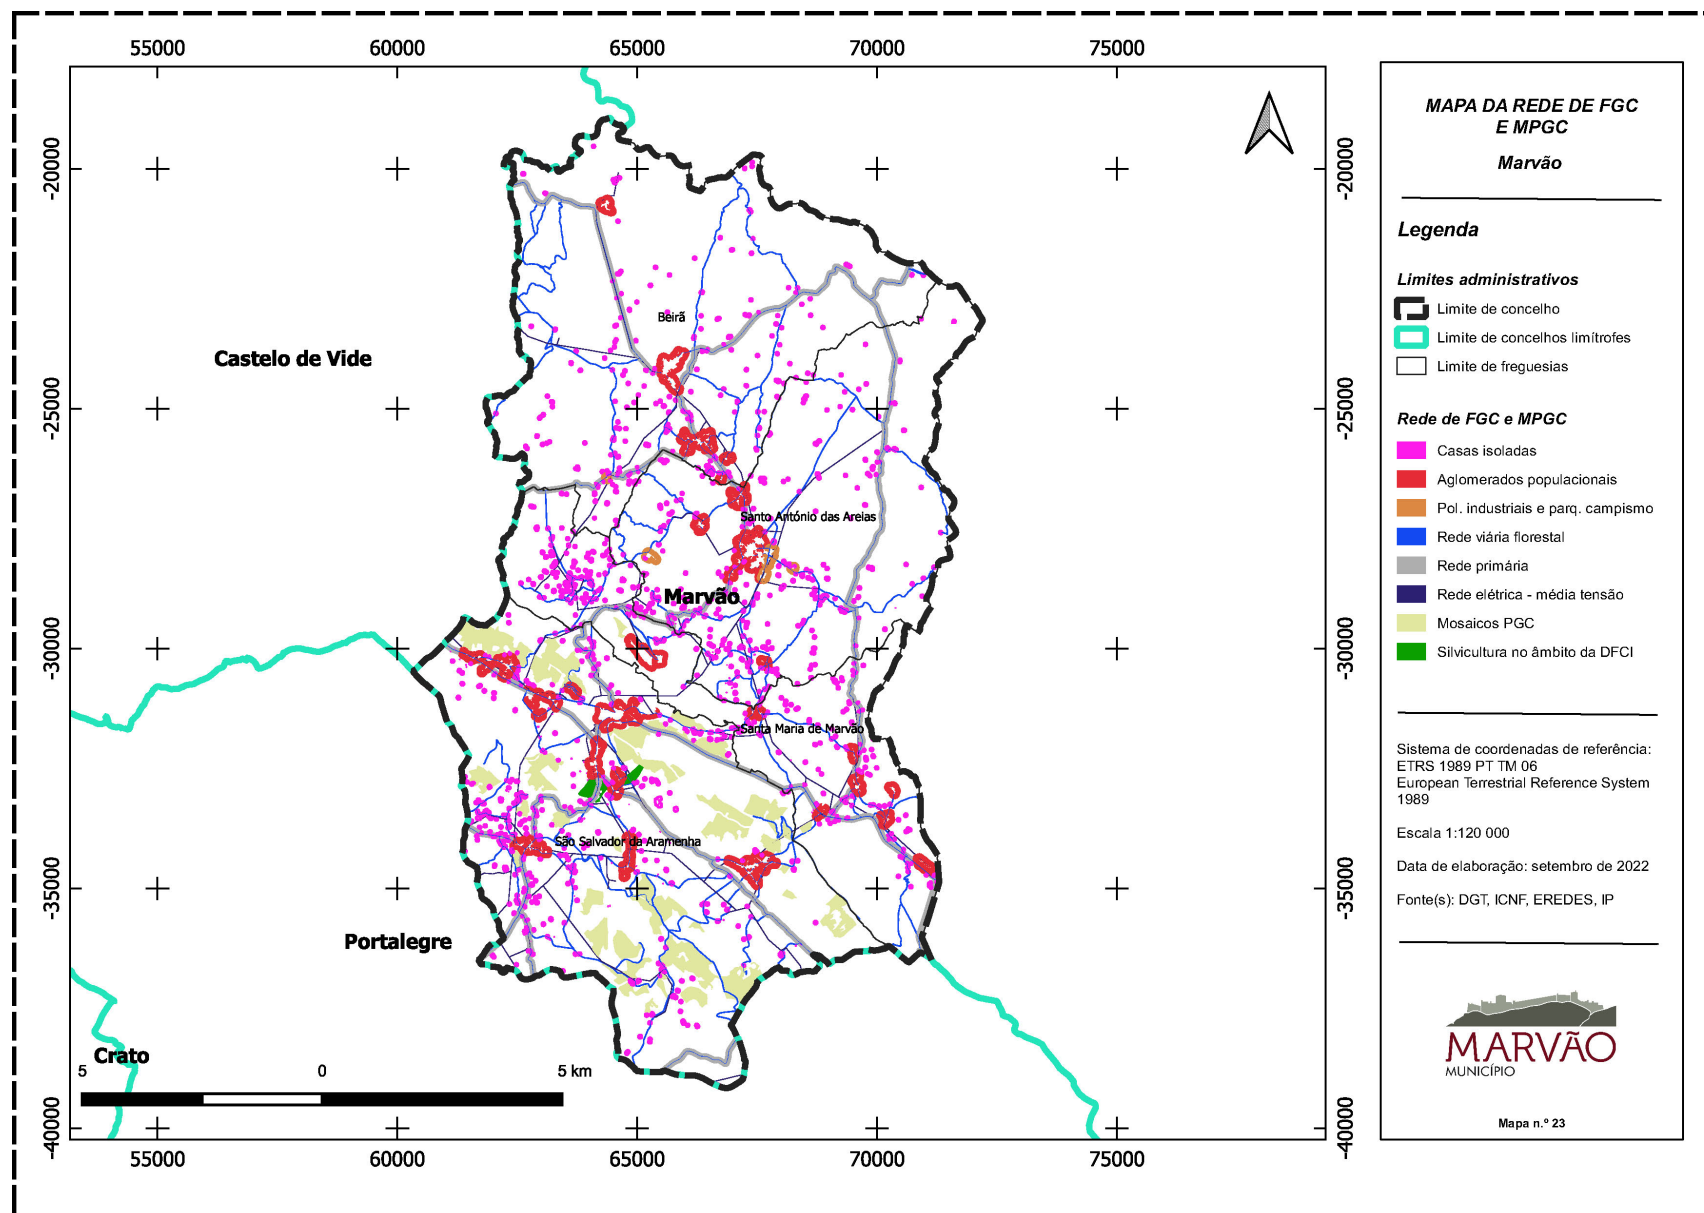 55000
60000
65000
70000
75000
-20000
-25000
-30000
-35000
-40000
-20000
-25000
-30000
-35000
-40000
Castelo de Vide
Beirã
Santo António das Areias
Marvão
Santa Maria de Marvão
São Salvador da Aramenha
Portalegre
Crato
5
0
5 km
55000
60000
65000
70000
75000
MAPA DA REDE DE FGC
E MPGC
Marvão
Legenda
Limites administrativos
Limite de concelho
Limite de concelhos limítrofes
Limite de freguesias
Rede de FGC e MPGC
Casas isoladas
Aglomerados populacionais
Pol. industriais e parq. campismo
Rede viária florestal
Rede primária
Rede elétrica - média tensão
Mosaicos PGC
Silvicultura no âmbito da DFCI
Sistema de coordenadas de referência:
ETRS 1989 PT TM 06
European Terrestrial Reference System
1989
Escala 1:120 000
Data de elaboração: setembro de 2022
Fonte(s): DGT, ICNF, EREDES, IP
MARVÃO
MUNICÍPIO
Mapa n.º 23